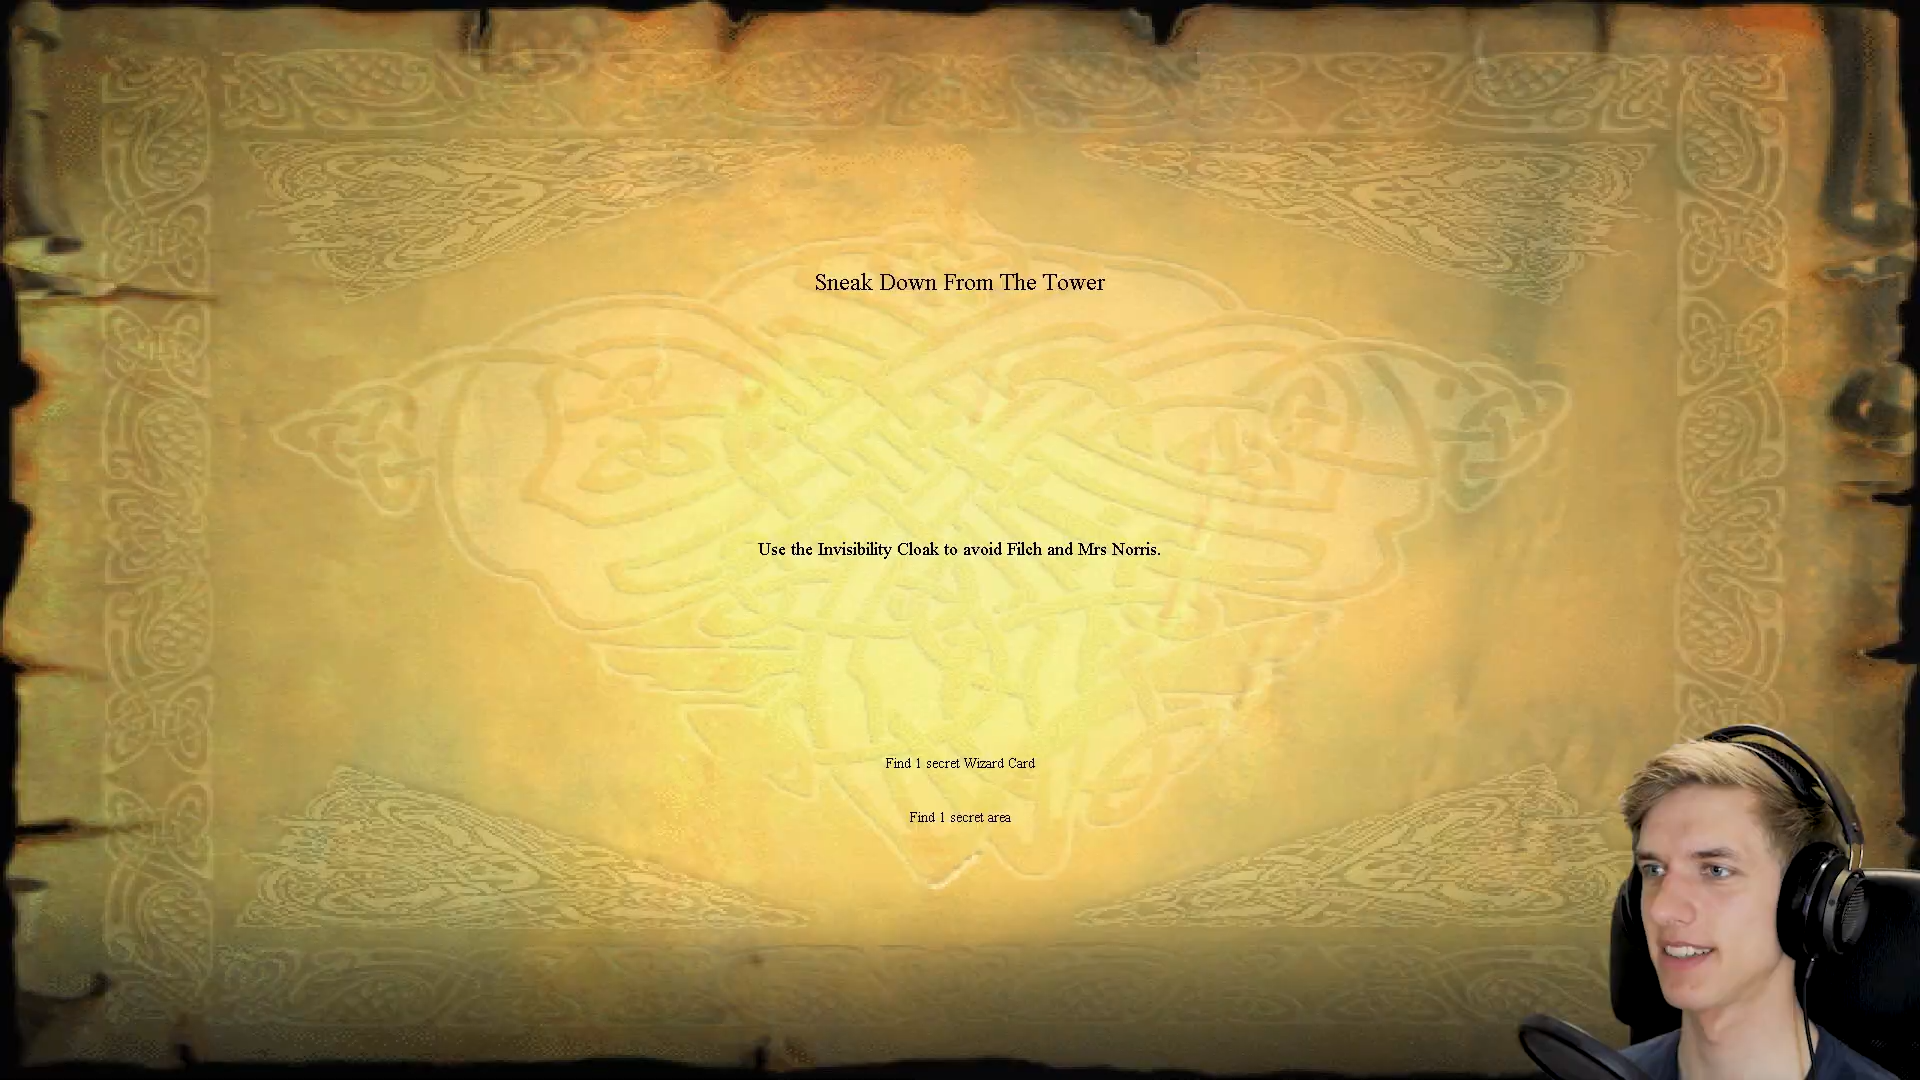 Sneak Down From The Tower
Use the Invisibility Cloak to avoid Filch and Mrs Norris.
Find 1 secret Wizard Card
Find 1 secret area